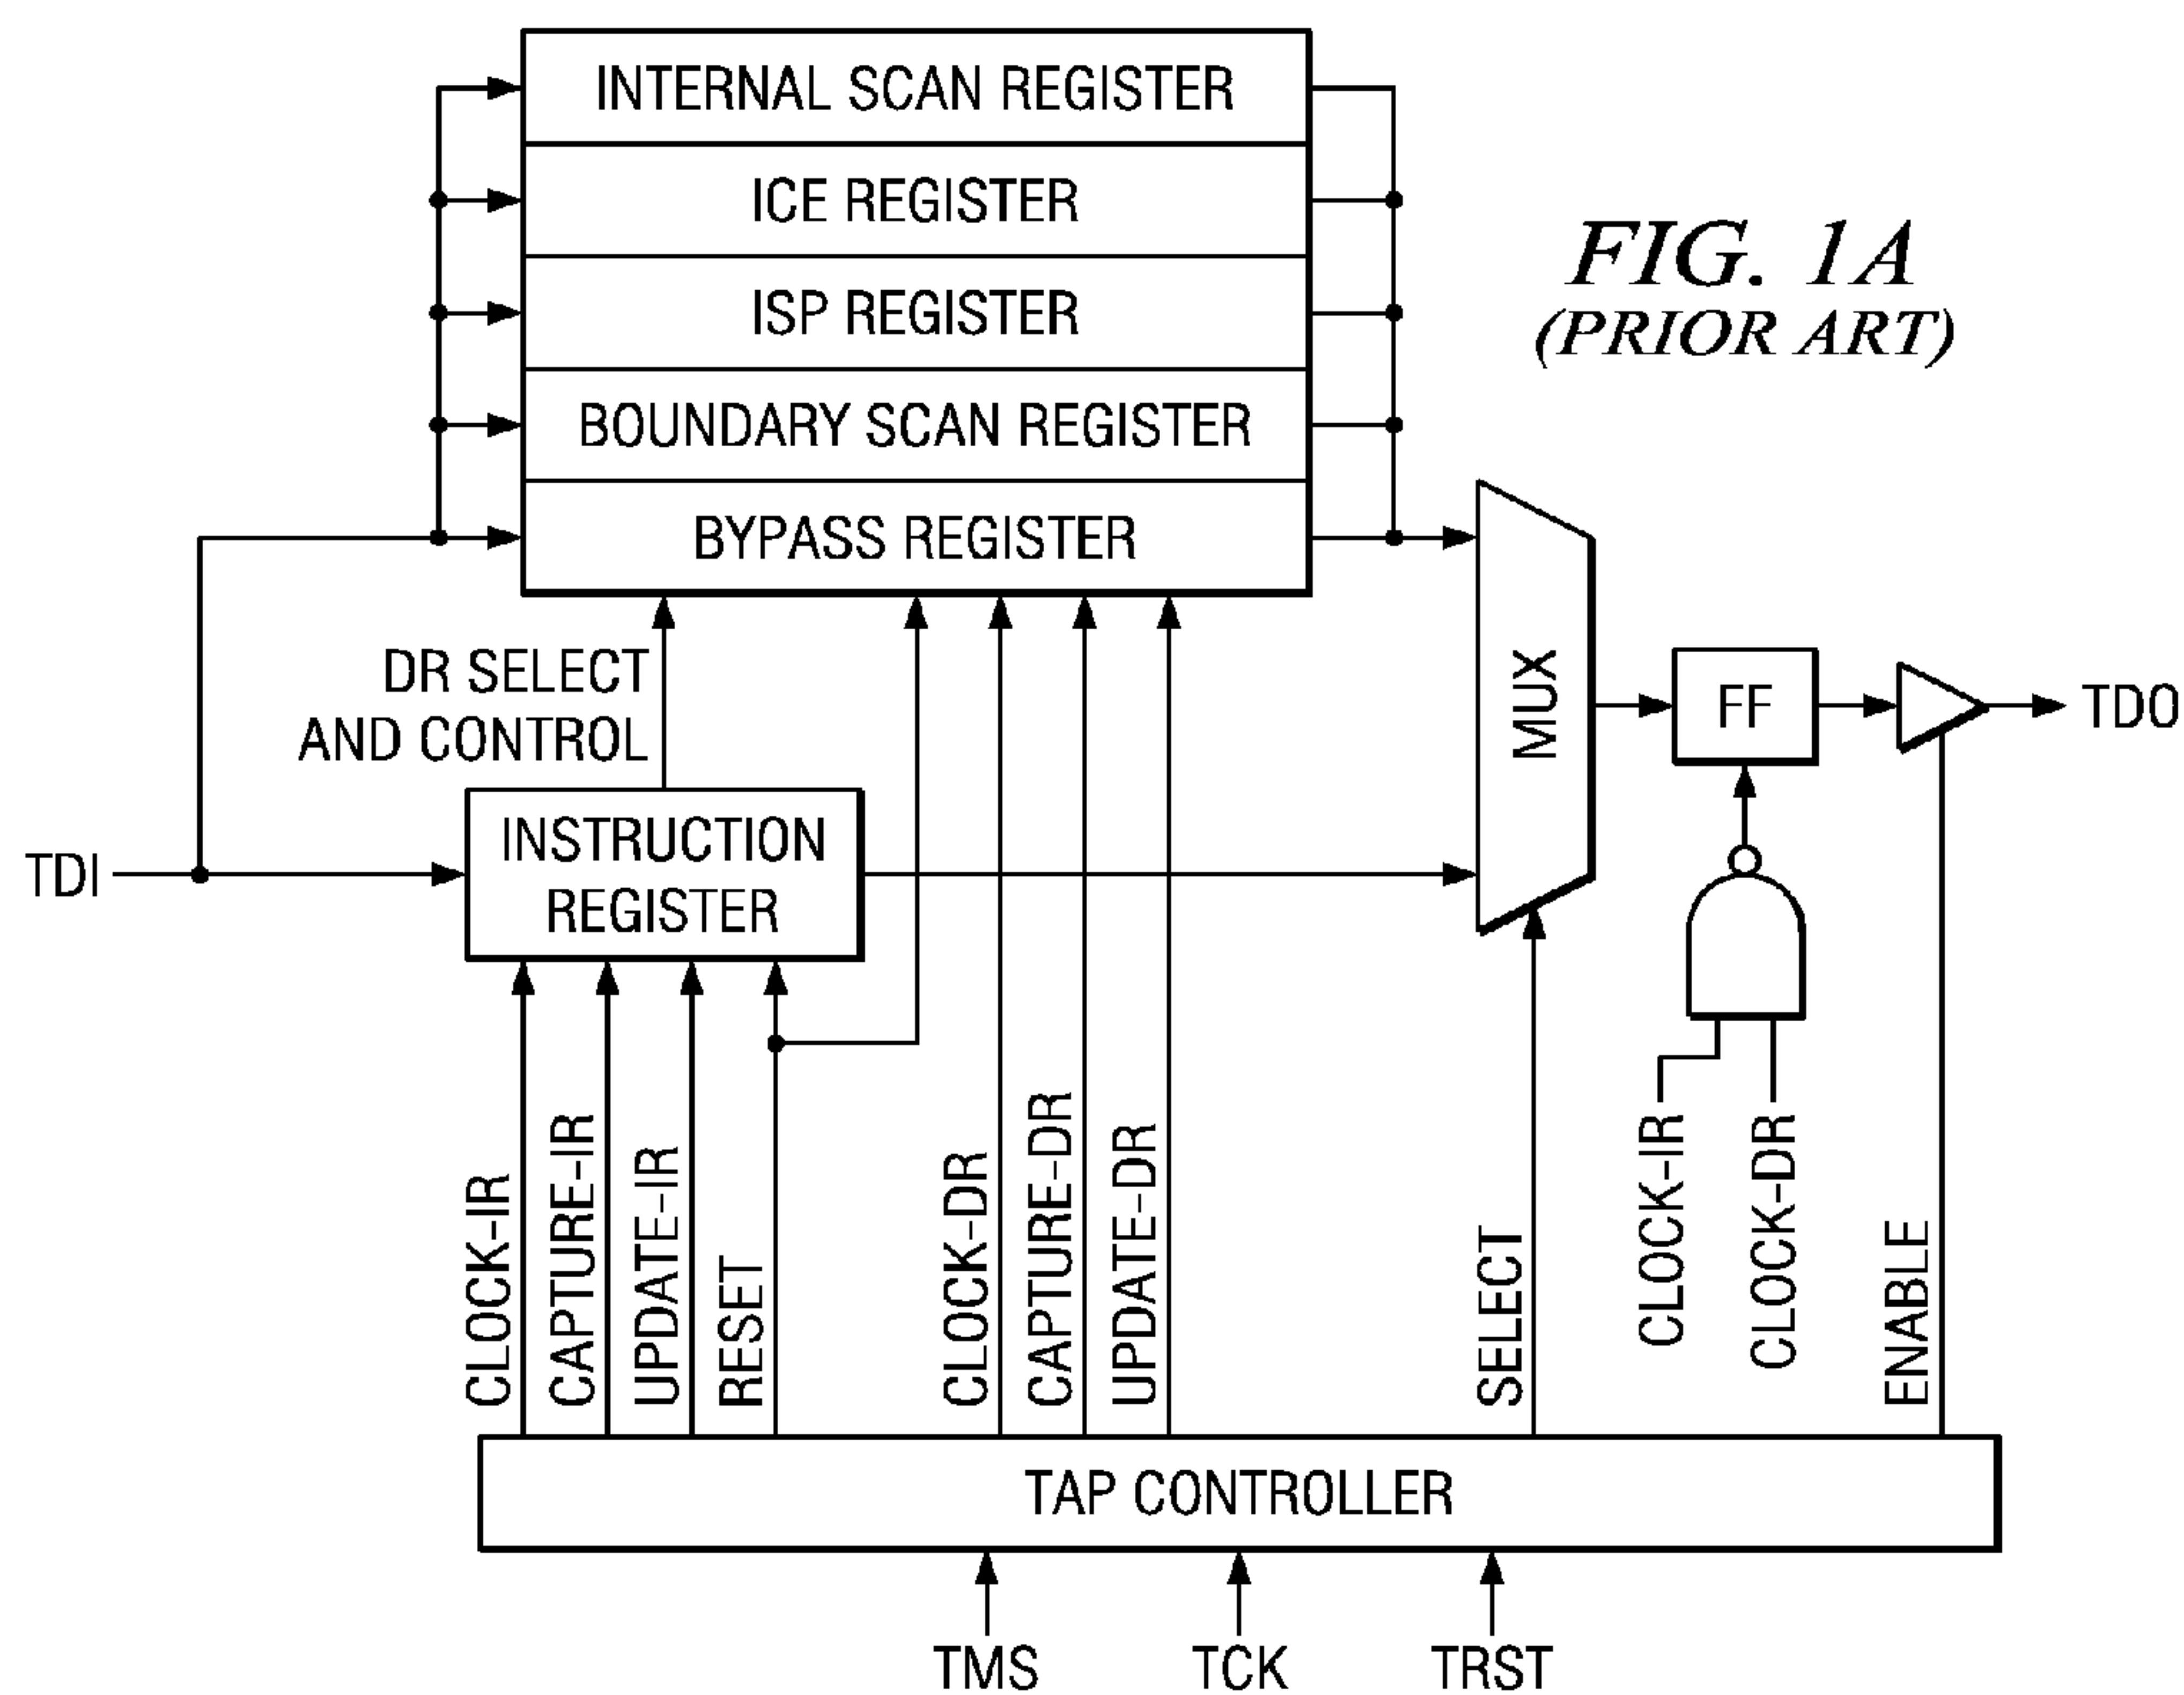 INTERNAL SCAN REGISTER
ICE REGISTER
ISP REGISTER
BOUNDARY SCAN REGISTER
BYPASS REGISTER
FIG. 1A
(PRIOR ART)
DR SELECT
AND CONTROL
MUX
FF
TDO
TDI
INSTRUCTION
REGISTER
CLOCK-IR
CAPTURE-IR
UPDATE-IR
RESET
CLOCK-DR
CAPTURE-DR
UPDATE-DR
SELECT
CLOCK-IR
CLOCK-DR
ENABLE
TAP CONTROLLER
TMS
TCK
TRST